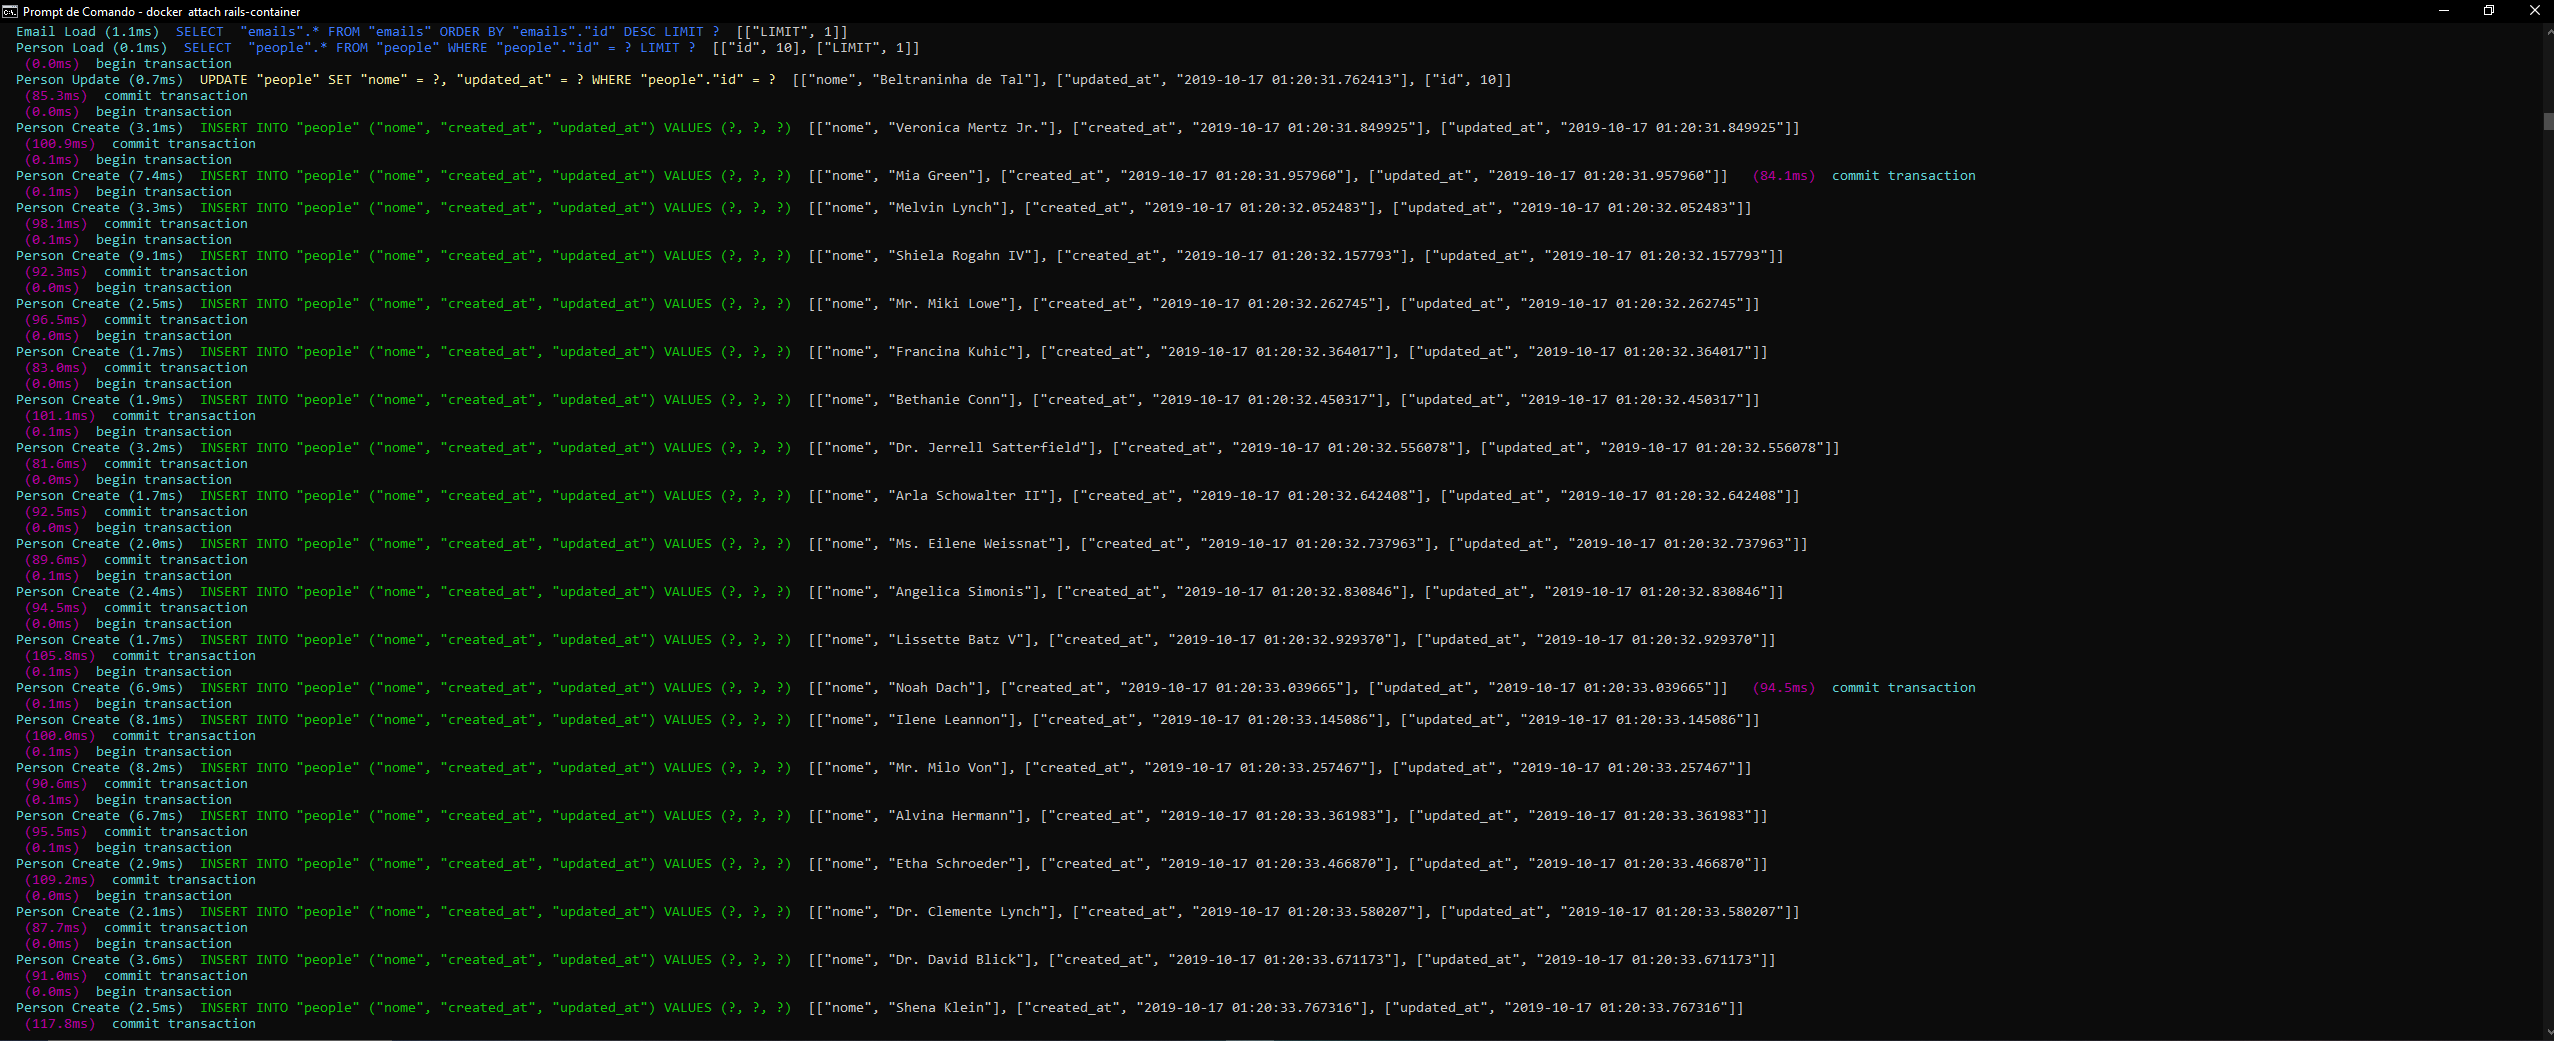 Prompt de Comando - docker  attach rails-container
Email Load (1.1ms)  SELECT  "emails".* FROM "emails" ORDER BY "emails"."id" DESC LIMIT ?  [["LIMIT", 1]]
Person Load (0.1ms)  SELECT  "people".* FROM "people" WHERE "people"."id" = ? LIMIT ?  [["id", 10], ["LIMIT", 1]]
(0.0ms)  begin transaction
Person Update (0.7ms)  UPDATE "people" SET "nome" = ?, "updated_at" = ? WHERE "people"."id" = ?  [["nome", "Beltraninha de Tal"], ["updated_at", "2019-10-17 01:20:31.762413"], ["id", 10]]
(85.3ms)  commit transaction
(0.0ms)  begin transaction
Person Create (3.1ms)  INSERT INTO "people" ("nome", "created_at", "updated_at") VALUES (?, ?, ?)  [["nome", "Veronica Mertz Jr."], ["created_at", "2019-10-17 01:20:31.849925"], ["updated_at", "2019-10-17 01:20:31.849925"]]
(100.9ms)  commit transaction
(0.1ms)  begin transaction
Person Create (7.4ms)  INSERT INTO "people" ("nome", "created_at", "updated_at") VALUES (?, ?, ?)  [["nome", "Mia Green"], ["created_at", "2019-10-17 01:20:31.957960"], ["updated_at", "2019-10-17 01:20:31.957960"]]   (84.1ms)  commit transaction
(0.1ms)  begin transaction
Person Create (3.3ms)  INSERT INTO "people" ("nome", "created_at", "updated_at") VALUES (?, ?, ?)  [["nome", "Melvin Lynch"], ["created_at", "2019-10-17 01:20:32.052483"], ["updated_at", "2019-10-17 01:20:32.052483"]]
(98.1ms)  commit transaction
(0.1ms)  begin transaction
Person Create (9.1ms)  INSERT INTO "people" ("nome", "created_at", "updated_at") VALUES (?, ?, ?)  [["nome", "Shiela Rogahn IV"], ["created_at", "2019-10-17 01:20:32.157793"], ["updated_at", "2019-10-17 01:20:32.157793"]]
(92.3ms)  commit transaction
(0.0ms)  begin transaction
Person Create (2.5ms)  INSERT INTO "people" ("nome", "created_at", "updated_at") VALUES (?, ?, ?)  [["nome", "Mr. Miki Lowe"], ["created_at", "2019-10-17 01:20:32.262745"], ["updated_at", "2019-10-17 01:20:32.262745"]]
(96.5ms)  commit transaction
(0.0ms)  begin transaction
Person Create (1.7ms)  INSERT INTO "people" ("nome", "created_at", "updated_at") VALUES (?, ?, ?)  [["nome", "Francina Kuhic"], ["created_at", "2019-10-17 01:20:32.364017"], ["updated_at", "2019-10-17 01:20:32.364017"]]
(83.0ms)  commit transaction
(0.0ms)  begin transaction
Person Create (1.9ms)  INSERT INTO "people" ("nome", "created_at", "updated_at") VALUES (?, ?, ?)  [["nome", "Bethanie Conn"], ["created_at", "2019-10-17 01:20:32.450317"], ["updated_at", "2019-10-17 01:20:32.450317"]]
(101.1ms)  commit transaction
(0.1ms)  begin transaction
Person Create (3.2ms)  INSERT INTO "people" ("nome", "created_at", "updated_at") VALUES (?, ?, ?)  [["nome", "Dr. Jerrell Satterfield"], ["created_at", "2019-10-17 01:20:32.556078"], ["updated_at", "2019-10-17 01:20:32.556078"]]
(81.6ms)  commit transaction
(0.0ms)  begin transaction
Person Create (1.7ms)  INSERT INTO "people" ("nome", "created_at", "updated_at") VALUES (?, ?, ?)  [["nome", "Arla Schowalter II"], ["created_at", "2019-10-17 01:20:32.642408"], ["updated_at", "2019-10-17 01:20:32.642408"]]
(92.5ms)  commit transaction
(0.0ms)  begin transaction
Person Create (2.0ms)  INSERT INTO "people" ("nome", "created_at", "updated_at") VALUES (?, ?, ?)  [["nome", "Ms. Eilene Weissnat"], ["created_at", "2019-10-17 01:20:32.737963"], ["updated_at", "2019-10-17 01:20:32.737963"]]
(89.6ms)  commit transaction
(0.1ms)  begin transaction
Person Create (2.4ms)  INSERT INTO "people" ("nome", "created_at", "updated_at") VALUES (?, ?, ?)  [["nome", "Angelica Simonis"], ["created_at", "2019-10-17 01:20:32.830846"], ["updated_at", "2019-10-17 01:20:32.830846"]]
(94.5ms)  commit transaction
(0.0ms)  begin transaction
Person Create (1.7ms)  INSERT INTO "people" ("nome", "created_at", "updated_at") VALUES (?, ?, ?)  [["nome", "Lissette Batz V"], ["created_at", "2019-10-17 01:20:32.929370"], ["updated_at", "2019-10-17 01:20:32.929370"]]
(105.8ms)  commit transaction
(0.1ms)  begin transaction
Person Create (6.9ms)  INSERT INTO "people" ("nome", "created_at", "updated_at") VALUES (?, ?, ?)  [["nome", "Noah Dach"], ["created_at", "2019-10-17 01:20:33.039665"], ["updated_at", "2019-10-17 01:20:33.039665"]]   (94.5ms)  commit transaction
(0.1ms)  begin transaction
Person Create (8.1ms)  INSERT INTO "people" ("nome", "created_at", "updated_at") VALUES (?, ?, ?)  [["nome", "Ilene Leannon"], ["created_at", "2019-10-17 01:20:33.145086"], ["updated_at", "2019-10-17 01:20:33.145086"]]
(100.0ms)  commit transaction
(0.1ms)  begin transaction
Person Create (8.2ms)  INSERT INTO "people" ("nome", "created_at", "updated_at") VALUES (?, ?, ?)  [["nome", "Mr. Milo Von"], ["created_at", "2019-10-17 01:20:33.257467"], ["updated_at", "2019-10-17 01:20:33.257467"]]
(90.6ms)  commit transaction
(0.1ms)  begin transaction
Person Create (6.7ms)  INSERT INTO "people" ("nome", "created_at", "updated_at") VALUES (?, ?, ?)  [["nome", "Alvina Hermann"], ["created_at", "2019-10-17 01:20:33.361983"], ["updated_at", "2019-10-17 01:20:33.361983"]]
(95.5ms)  commit transaction
(0.1ms)  begin transaction
Person Create (2.9ms)  INSERT INTO "people" ("nome", "created_at", "updated_at") VALUES (?, ?, ?)  [["nome", "Etha Schroeder"], ["created_at", "2019-10-17 01:20:33.466870"], ["updated_at", "2019-10-17 01:20:33.466870"]]
(109.2ms)  commit transaction
(0.0ms)  begin transaction
Person Create (2.1ms)  INSERT INTO "people" ("nome", "created_at", "updated_at") VALUES (?, ?, ?)  [["nome", "Dr. Clemente Lynch"], ["created_at", "2019-10-17 01:20:33.580207"], ["updated_at", "2019-10-17 01:20:33.580207"]]
(87.7ms)  commit transaction
(0.0ms)  begin transaction
Person Create (3.6ms)  INSERT INTO "people" ("nome", "created_at", "updated_at") VALUES (?, ?, ?)  [["nome", "Dr. David Blick"], ["created_at", "2019-10-17 01:20:33.671173"], ["updated_at", "2019-10-17 01:20:33.671173"]]
(91.0ms)  commit transaction
(0.0ms)  begin transaction
Person Create (2.5ms)  INSERT INTO "people" ("nome", "created_at", "updated_at") VALUES (?, ?, ?)  [["nome", "Shena Klein"], ["created_at", "2019-10-17 01:20:33.767316"], ["updated_at", "2019-10-17 01:20:33.767316"]]
(117.8ms)  commit transaction